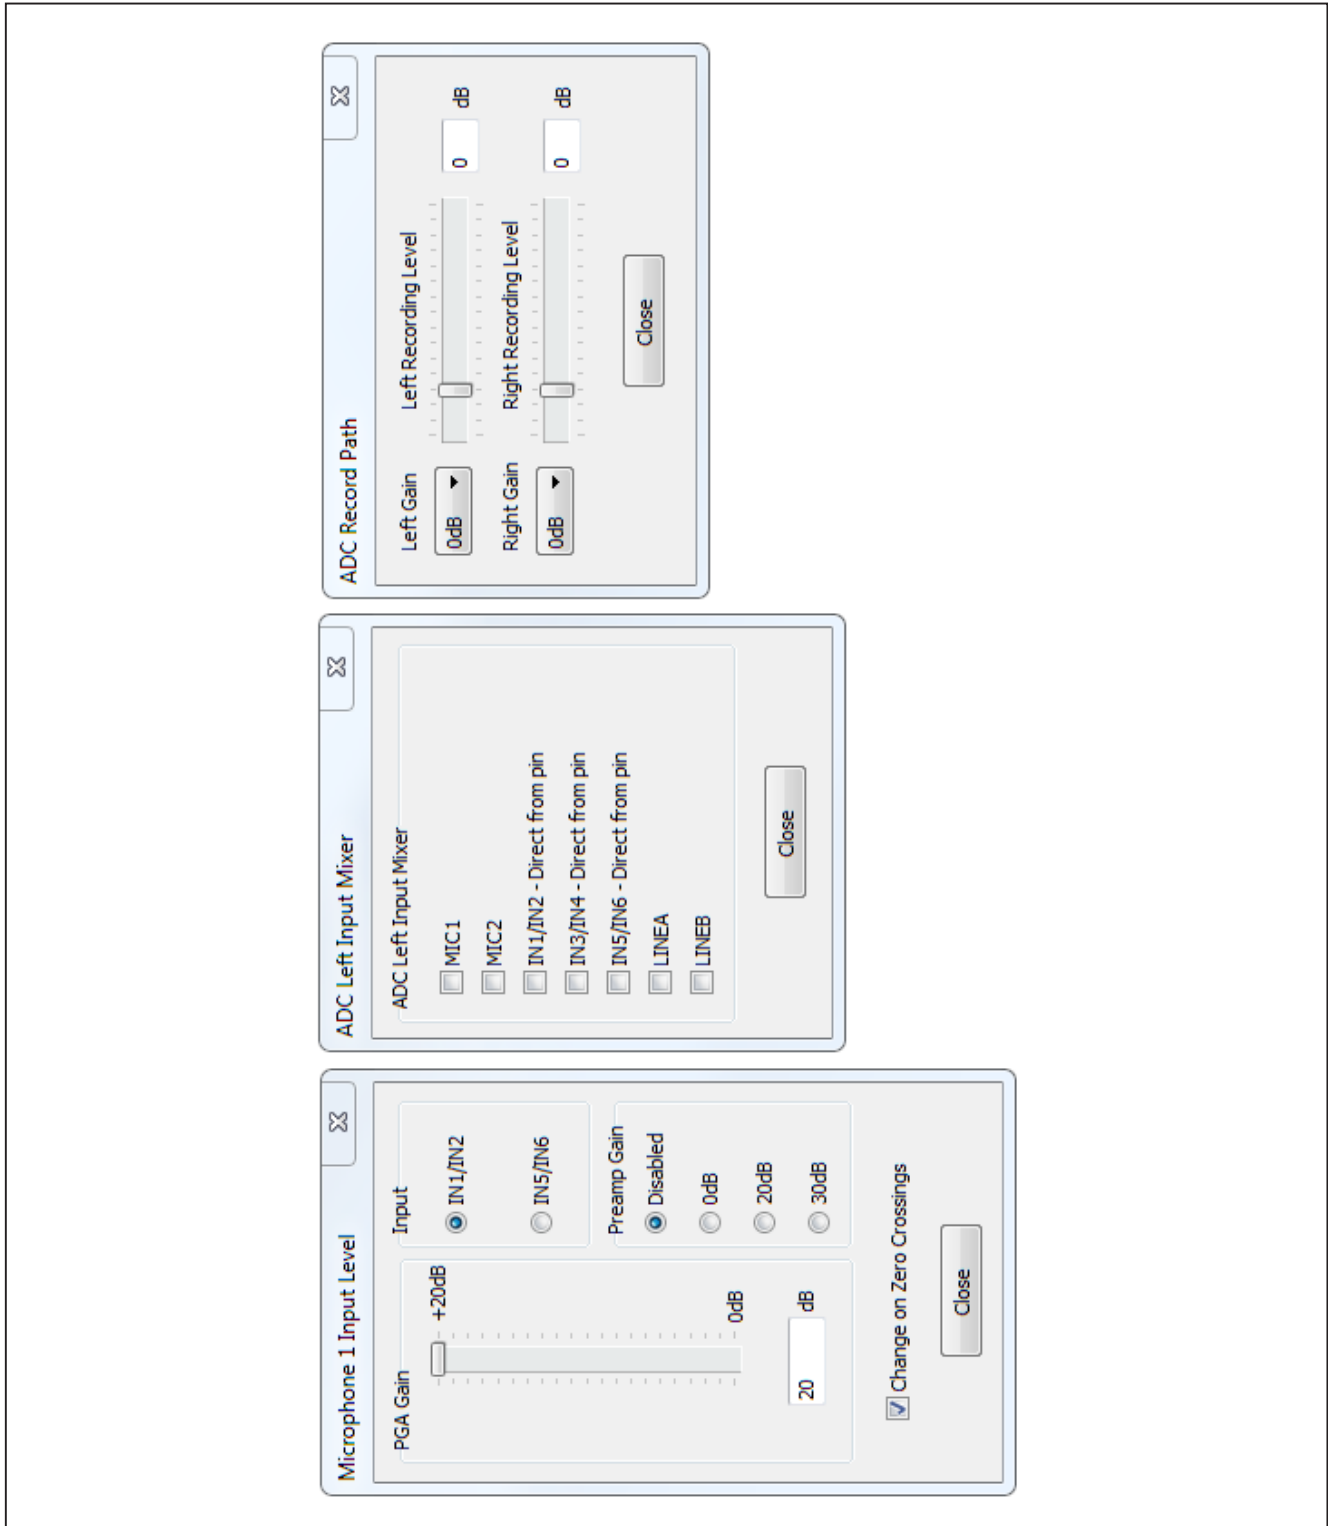 Microphone 1 Input Level
PGA Gain
+20dB
0dB
20 dB
Input
IN1/IN2
IN5/IN6
Preamp Gain
Disabled
0dB
20dB
30dB
Change on Zero Crossings
Close
ADC Left Input Mixer
ADC Left Input Mixer
MIC1
MIC2
IN1/IN2 - Direct from pin
IN3/IN4 - Direct from pin
IN5/IN6 - Direct from pin
LINEA
LINEB
Close
ADC Record Path
Left Gain Left Recording Level
0dB 0 dB
Right Gain Right Recording Level
0dB 0 dB
Close